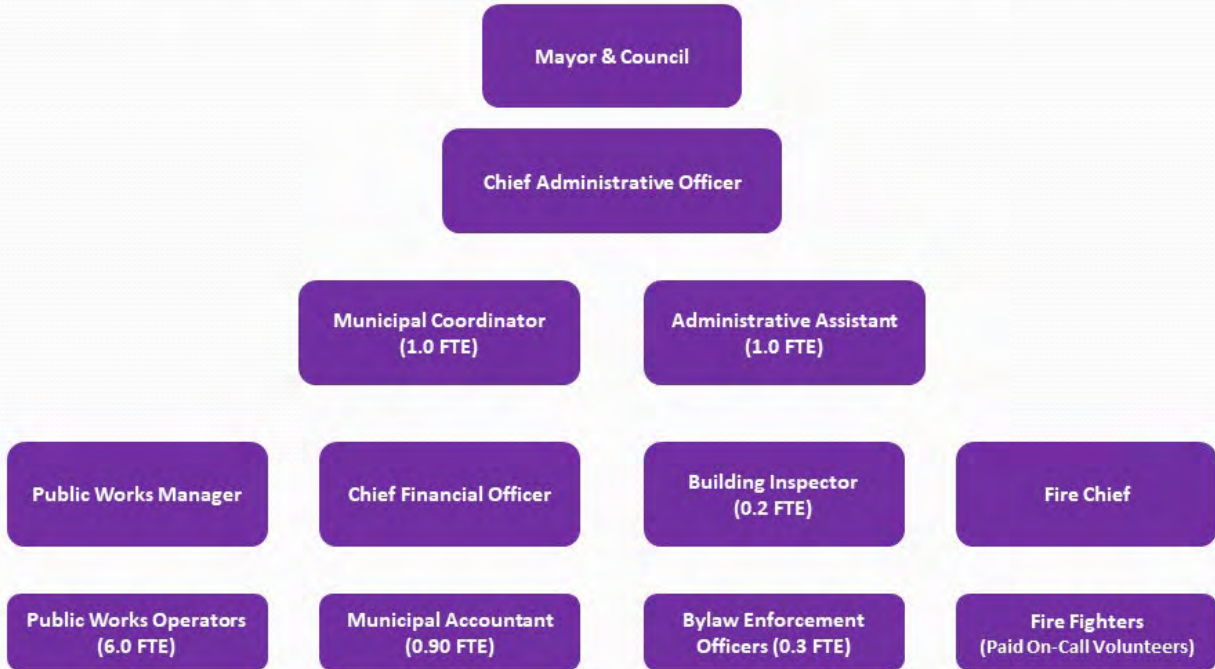 Mayor & Council
Chief Administrative Officer
Municipal Coordinator
(1.0 FTE)
Administrative Assistant
(1.0 FTE)
Public Works Manager
Chief Financial Officer
Building Inspector
(0.2 FTE)
Fire Chief
Public Works Operators
(6.0 FTE)
Municipal Accountant
(0.90 FTE)
Bylaw Enforcement
Officers (0.3 FTE)
Fire Fighters
(Paid On-Call Volunteers)